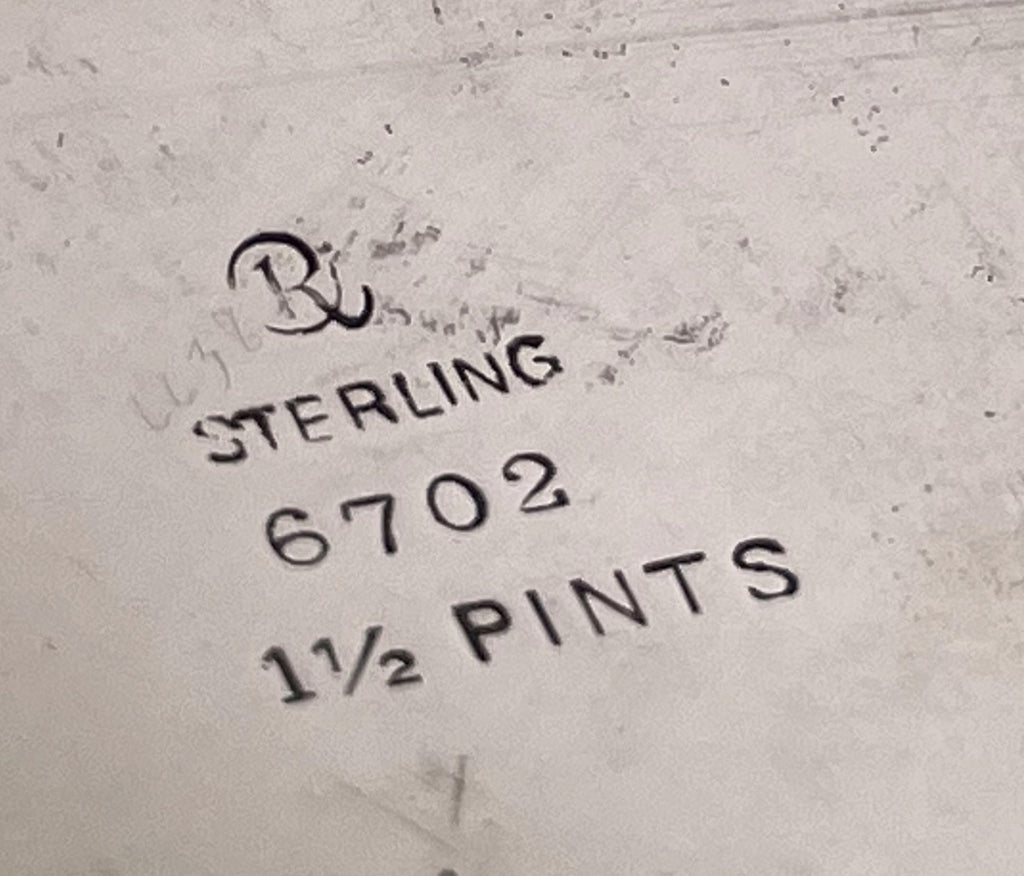 STERLING
6702
1½ PINTS